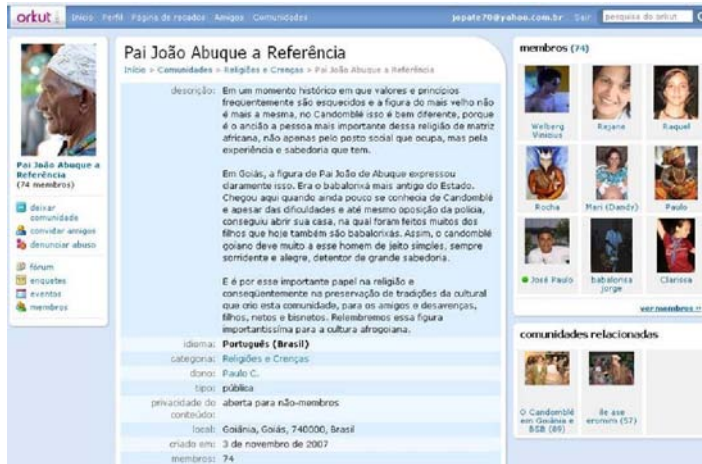 orkut
Início Perfil Página de recados Amigos Comunidades
jopate70@yahoo.com.br Sair pesquisa do orkut
Pai João Abuque a
Referência
(74 membros)
deixar
comunidade
convidar amigos
denunciar abuso
fórum
enquetes
eventos
membros
Pai João Abuque a Referência
Início > Comunidades > Religiões e Crenças > Pai João Abuque a Referência
descrição: Em um momento histórico em que valores e princípios
freqüentemente são esquecidos e a figura do mais velho não
é mais a mesma, no Candomblé isso é bem diferente, porque
é o ancião a pessoa mais importante dessa religião de matriz
africana, não apenas pelo posto social que ocupa, mas pela
experiência e sabedoria que tem.
Em Goiás, a figura de Pai João de Abuque expressou
claramente isso. Era o babalorixá mais antigo do Estado.
Chegou aqui quando ainda pouco se conhecia de Candomblé
e apesar das dificuldades e até mesmo oposição da policia,
conseguiu abrir sua casa, na qual foram feitos muitos dos
filhos que hoje também são babalorixás. Assim, o candomblé
goiano deve muito a esse homem de jeito simples, sempre
sorridente e alegre, detentor de grande sabedoria.
E é por esse importante papel na religião e
conseqüentemente na preservação de tradições da cultural
que crio esta comunidade, para os amigos e desavenças,
filhos, netos e bisnetos. Relembremos essa figura
importantíssima para a cultura afrogoiana.
idioma: Português (Brasil)
categoria: Religiões e Crenças
dono: Paulo C.
tipo: pública
privacidade do
conteúdo: aberta para não-membros
local: Goiânia, Goiás, 740000, Brasil
criado em: 3 de novembro de 2007
membros: 74
membros (74)
Welberg
Vinicius
Rejane
Raquel
Rocha
Mari (Dandy)
Paulo
José Paulo
babalorisa
jorge
Clarissa
ver membros
comunidades relacionadas
O Candomblé
em Goiânia e
BSB (89)
ile ase
eromim (57)